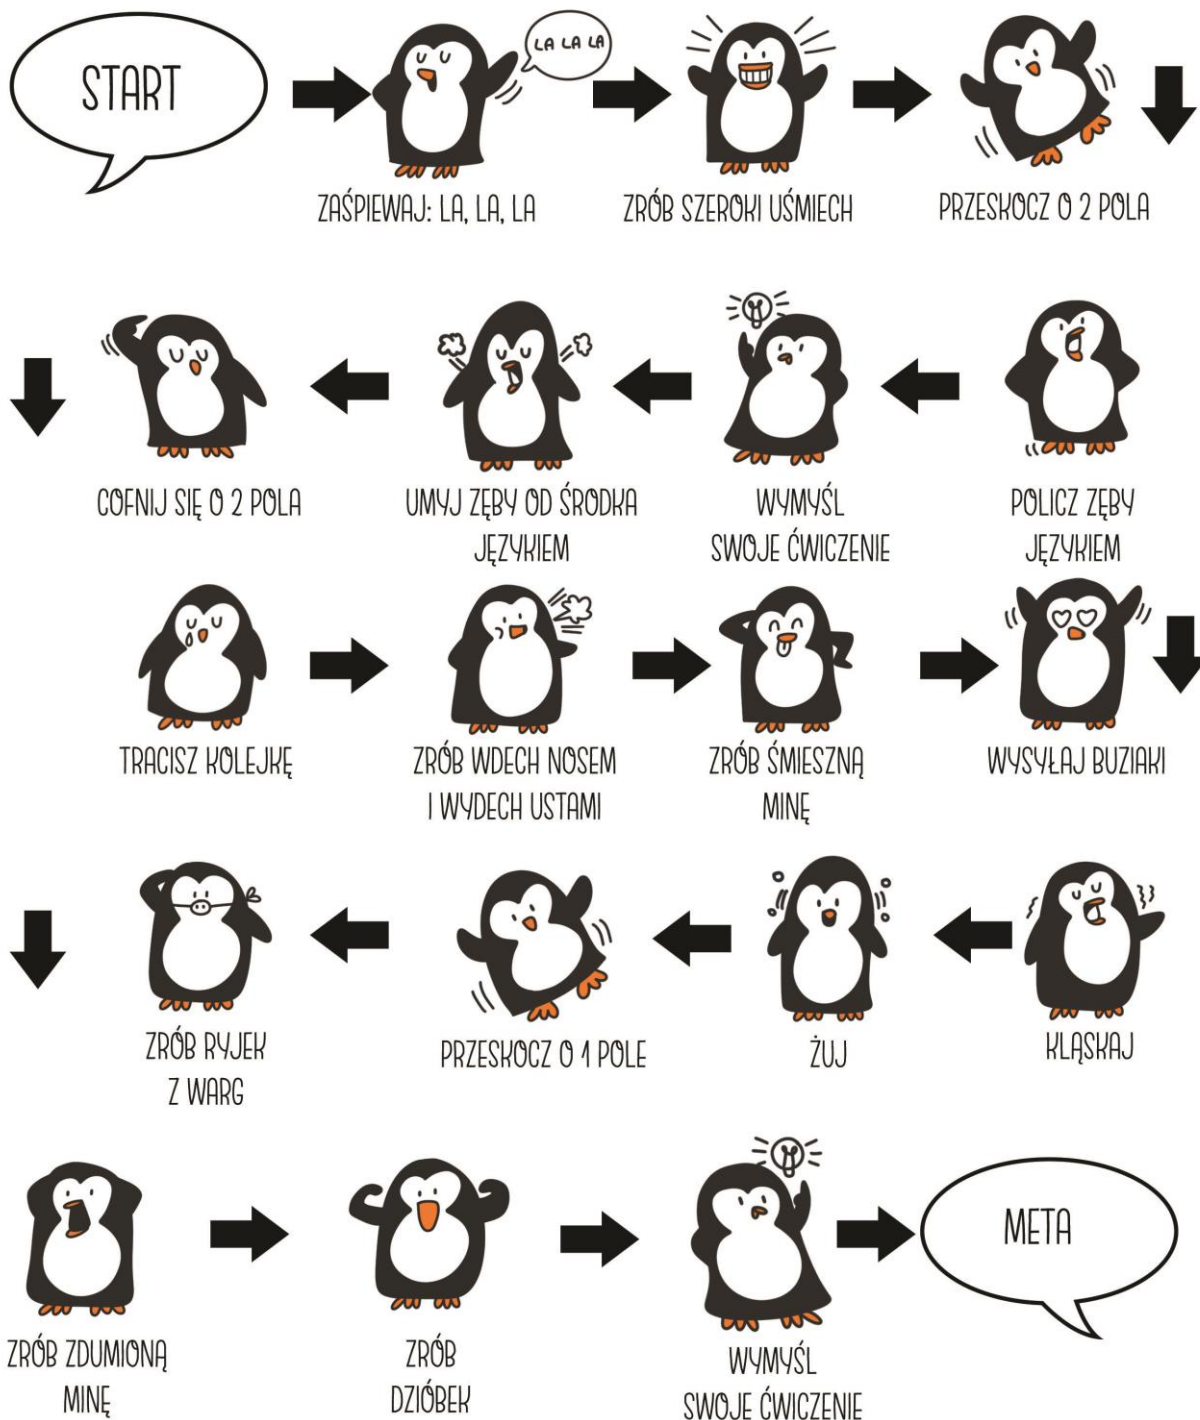 START
LA LA LA
ZAŚPIEWAJ: LA, LA, LA
ZRÓB SZEROKI UŚMIECH
PRZESKOCZ O 2 POLA
COFNIJ SIĘ O 2 POLA
UMYJ ZĘBY OD ŚRODKA
JĘZYKIEM
WYMYŚL
SWOJE ĆWICZENIE
POLICZ ZĘBY
JĘZYKIEM
TRACISZ KOLEJKĘ
ZRÓB WDECH NOSEM
I WYDECH USTAMI
ZRÓB ŚMIESZNĄ
MINĘ
WYSYŁAJ BUZIAKI
ZRÓB RYJEK
Z WARG
PRZESKOCZ O 1 POLE
ŻUJ
KLĄSKAJ
ZRÓB ZDUMIONĄ
MINĘ
ZRÓB
DZIÓBEK
WYMYŚL
SWOJE ĆWICZENIE
META